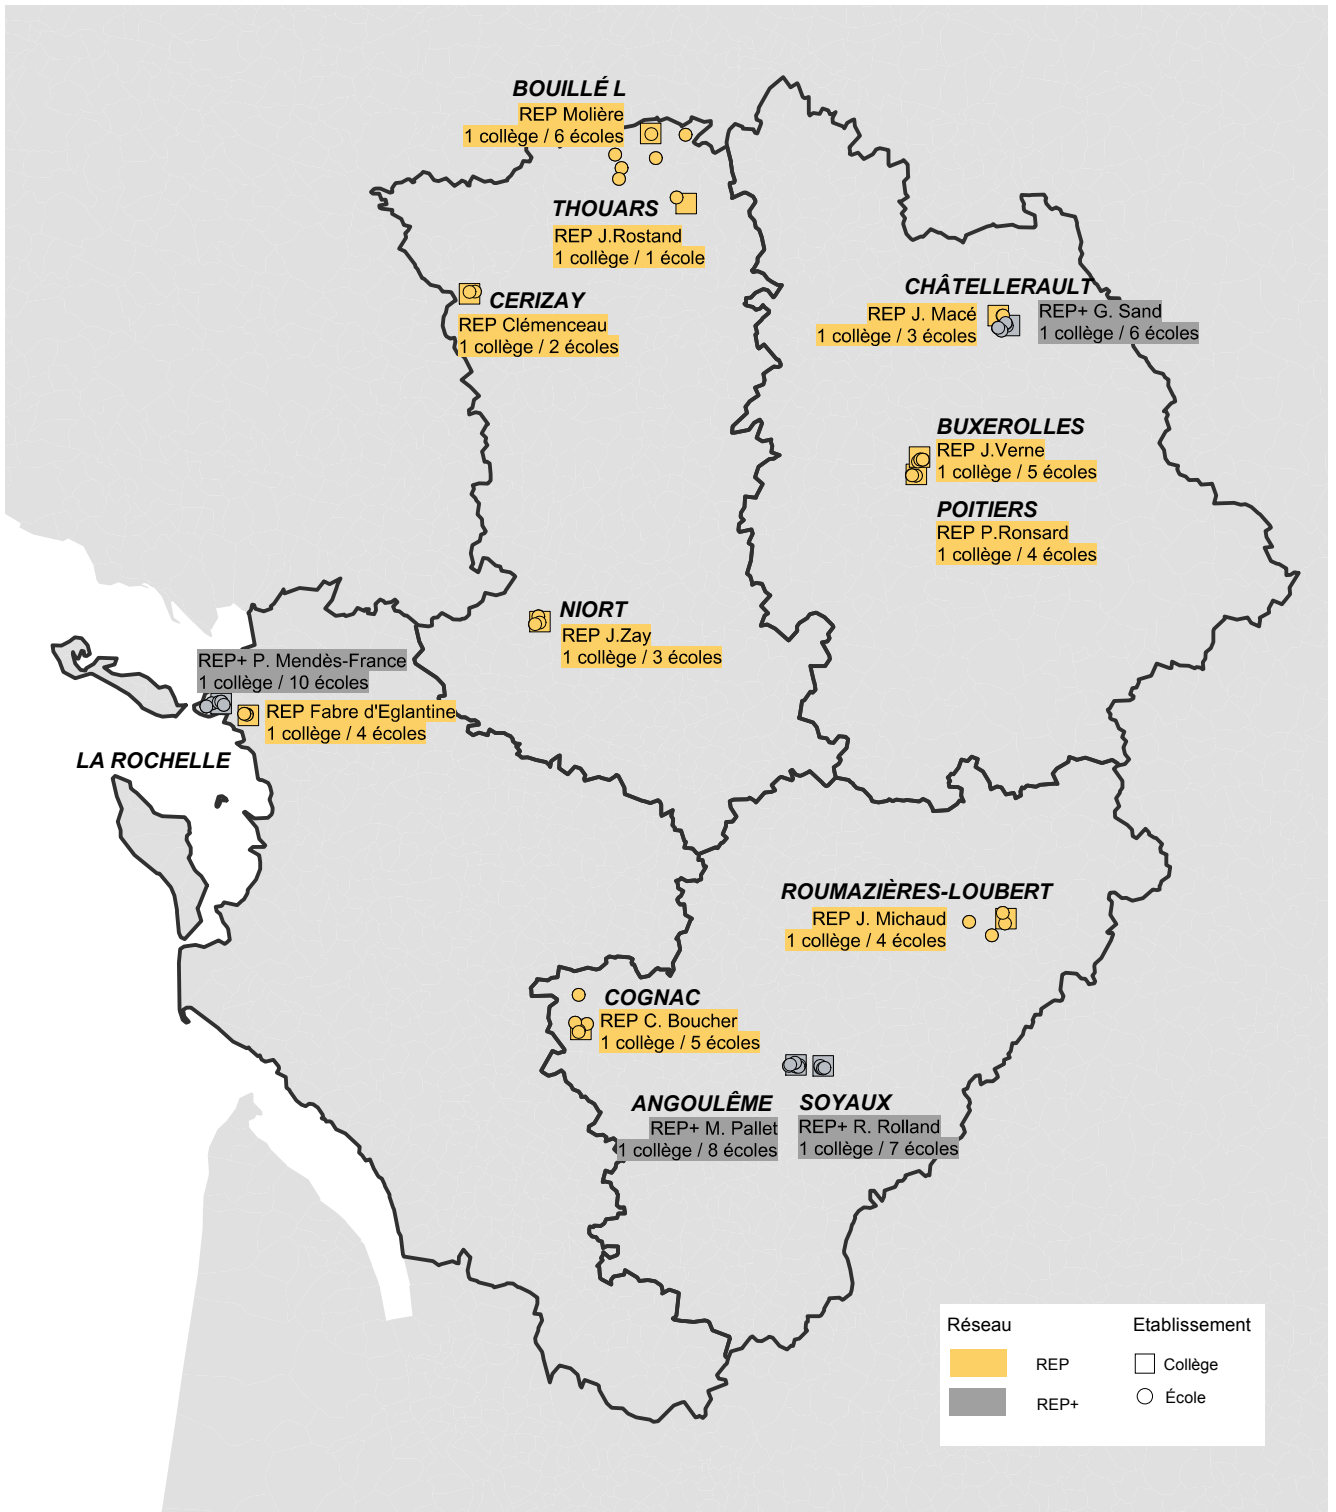 BOUILLÉ L
REP Molière
1 collège / 6 écoles
THOUARS
REP J.Rostand
1 collège / 1 école
CERIZAY
REP Clémenceau
1 collège / 2 écoles
CHÂTELLERAULT
REP J. Macé
1 collège / 3 écoles
REP+ G. Sand
1 collège / 6 écoles
BUXEROLLES
REP J.Verne
1 collège / 5 écoles
POITIERS
REP P.Ronsard
1 collège / 4 écoles
NIORT
REP J.Zay
1 collège / 3 écoles
REP+ P. Mendès-France
1 collège / 10 écoles
REP Fabre d'Eglantine
1 collège / 4 écoles
LA ROCHELLE
ROUMAZIÈRES-LOUBERT
REP J. Michaud
1 collège / 4 écoles
COGNAC
REP C. Boucher
1 collège / 5 écoles
ANGOULÊME
REP+ M. Pallet
1 collège / 8 écoles
SOYAUX
REP+ R. Rolland
1 collège / 7 écoles
Réseau
REP
REP+
Etablissement
Collège
École